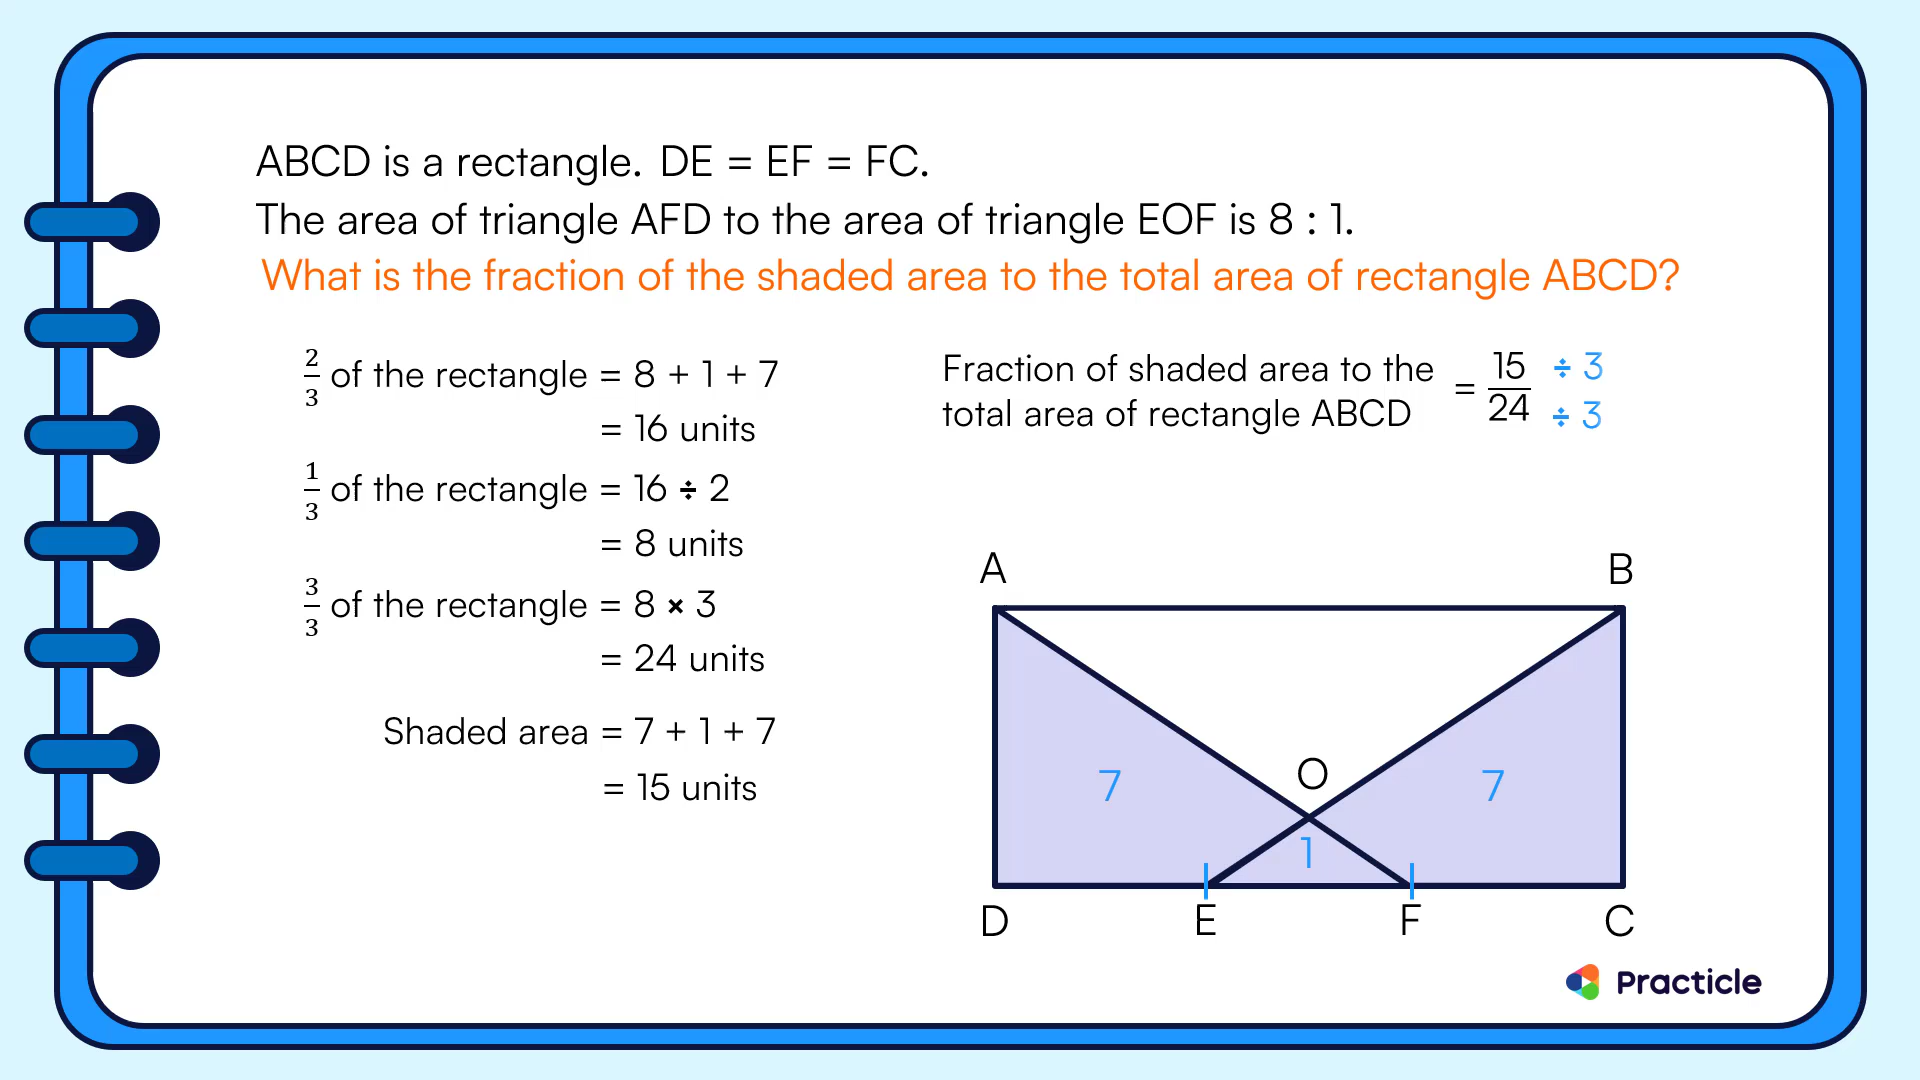 ABCD is a rectangle. DE = EF = FC.
The area of triangle AFD to the area of triangle EOF is 8 : 1.
What is the fraction of the shaded area to the total area of rectangle ABCD?
2/3 of the rectangle = 8 + 1 + 7
= 16 units
1/3 of the rectangle = 16 ÷ 2
= 8 units
3/3 of the rectangle = 8 × 3
= 24 units
Shaded area = 7 + 1 + 7
= 15 units
Fraction of shaded area to the
total area of rectangle ABCD
= 15/24 ÷ 3 ÷ 3
A B
O
7 7
1
D E F C
Practicle